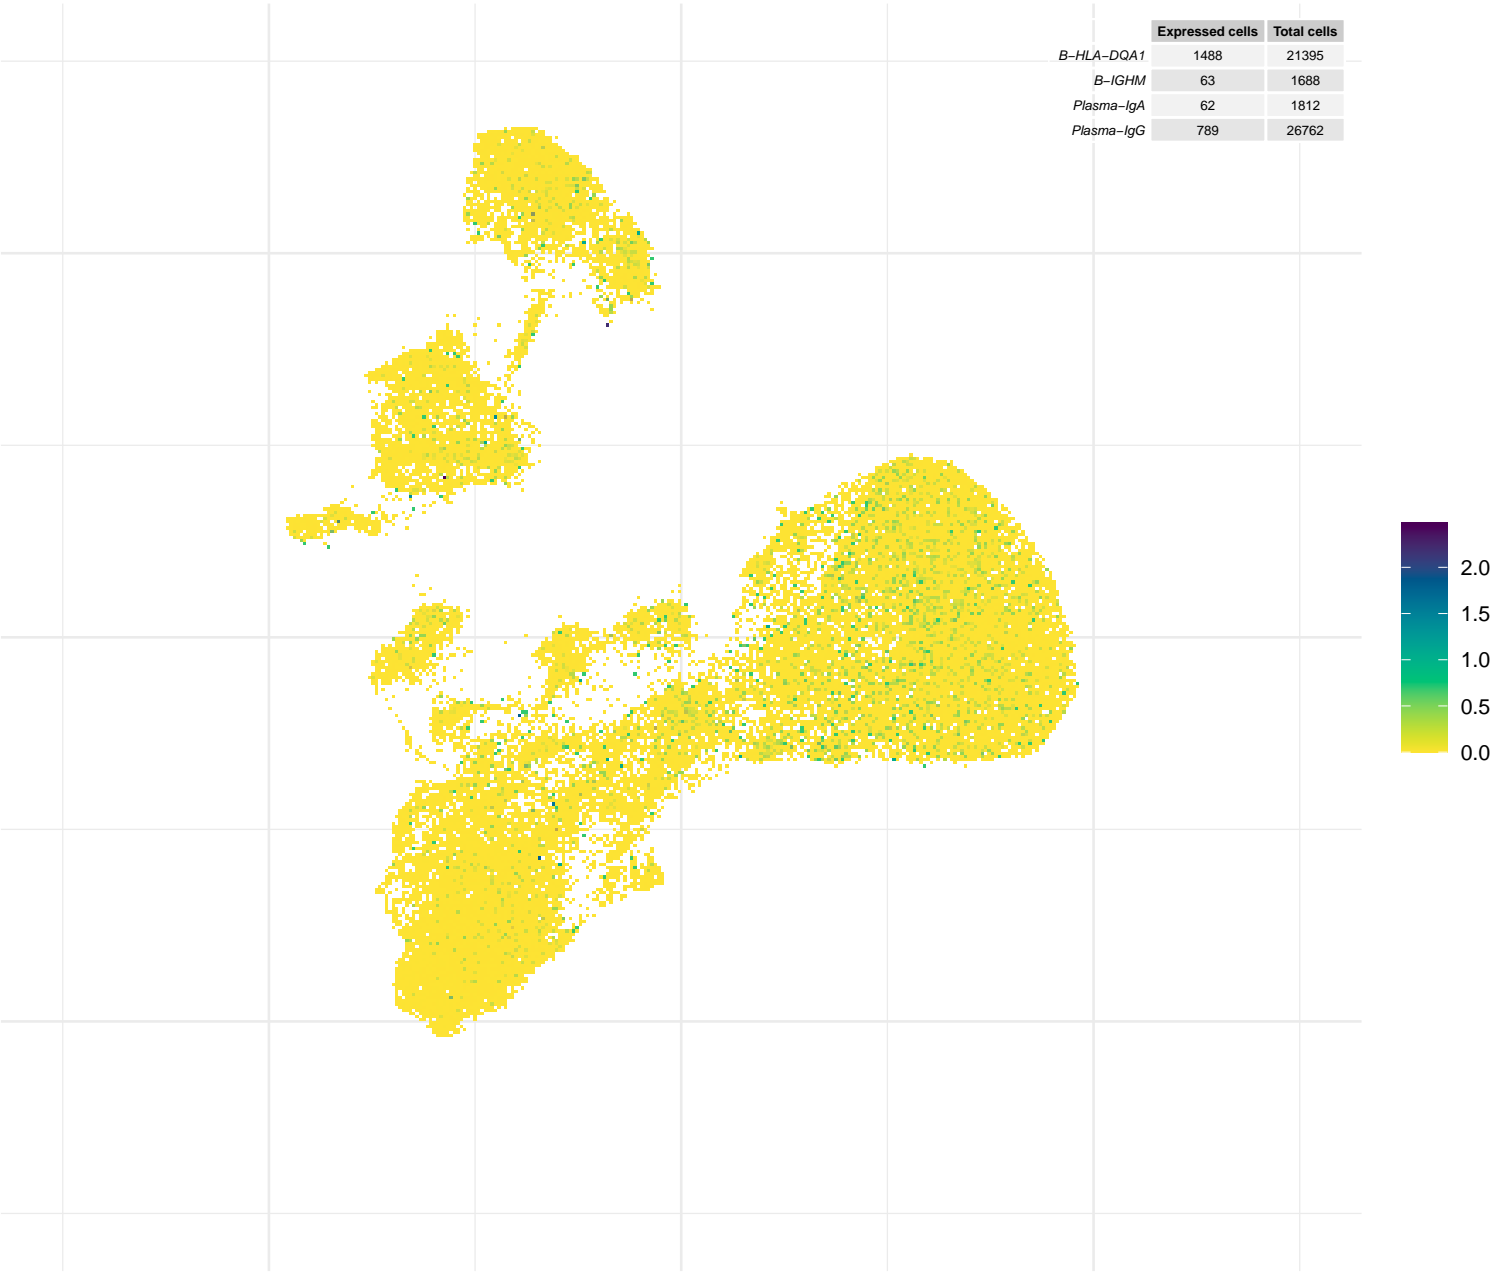 Expressed cells Total cells
B−HLA−DQA1 1488 21395
B−IGHM 63 1688
Plasma−IgA 62 1812
Plasma−IgG 789 26762
2.0
1.5
1.0
0.5
0.0